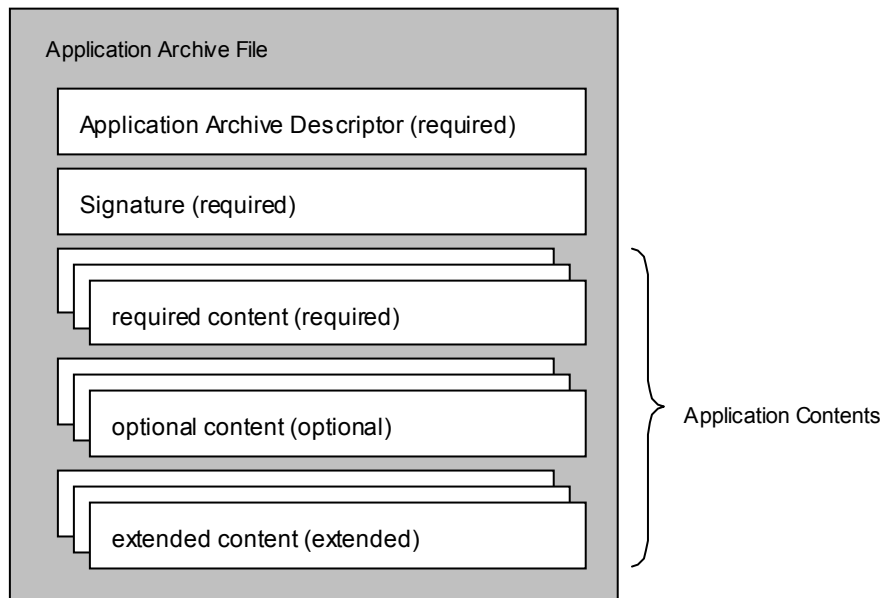 Application Archive File
Application Archive Descriptor (required)
Signature (required)
required content (required)
optional content (optional)
extended content (extended)
Application Contents